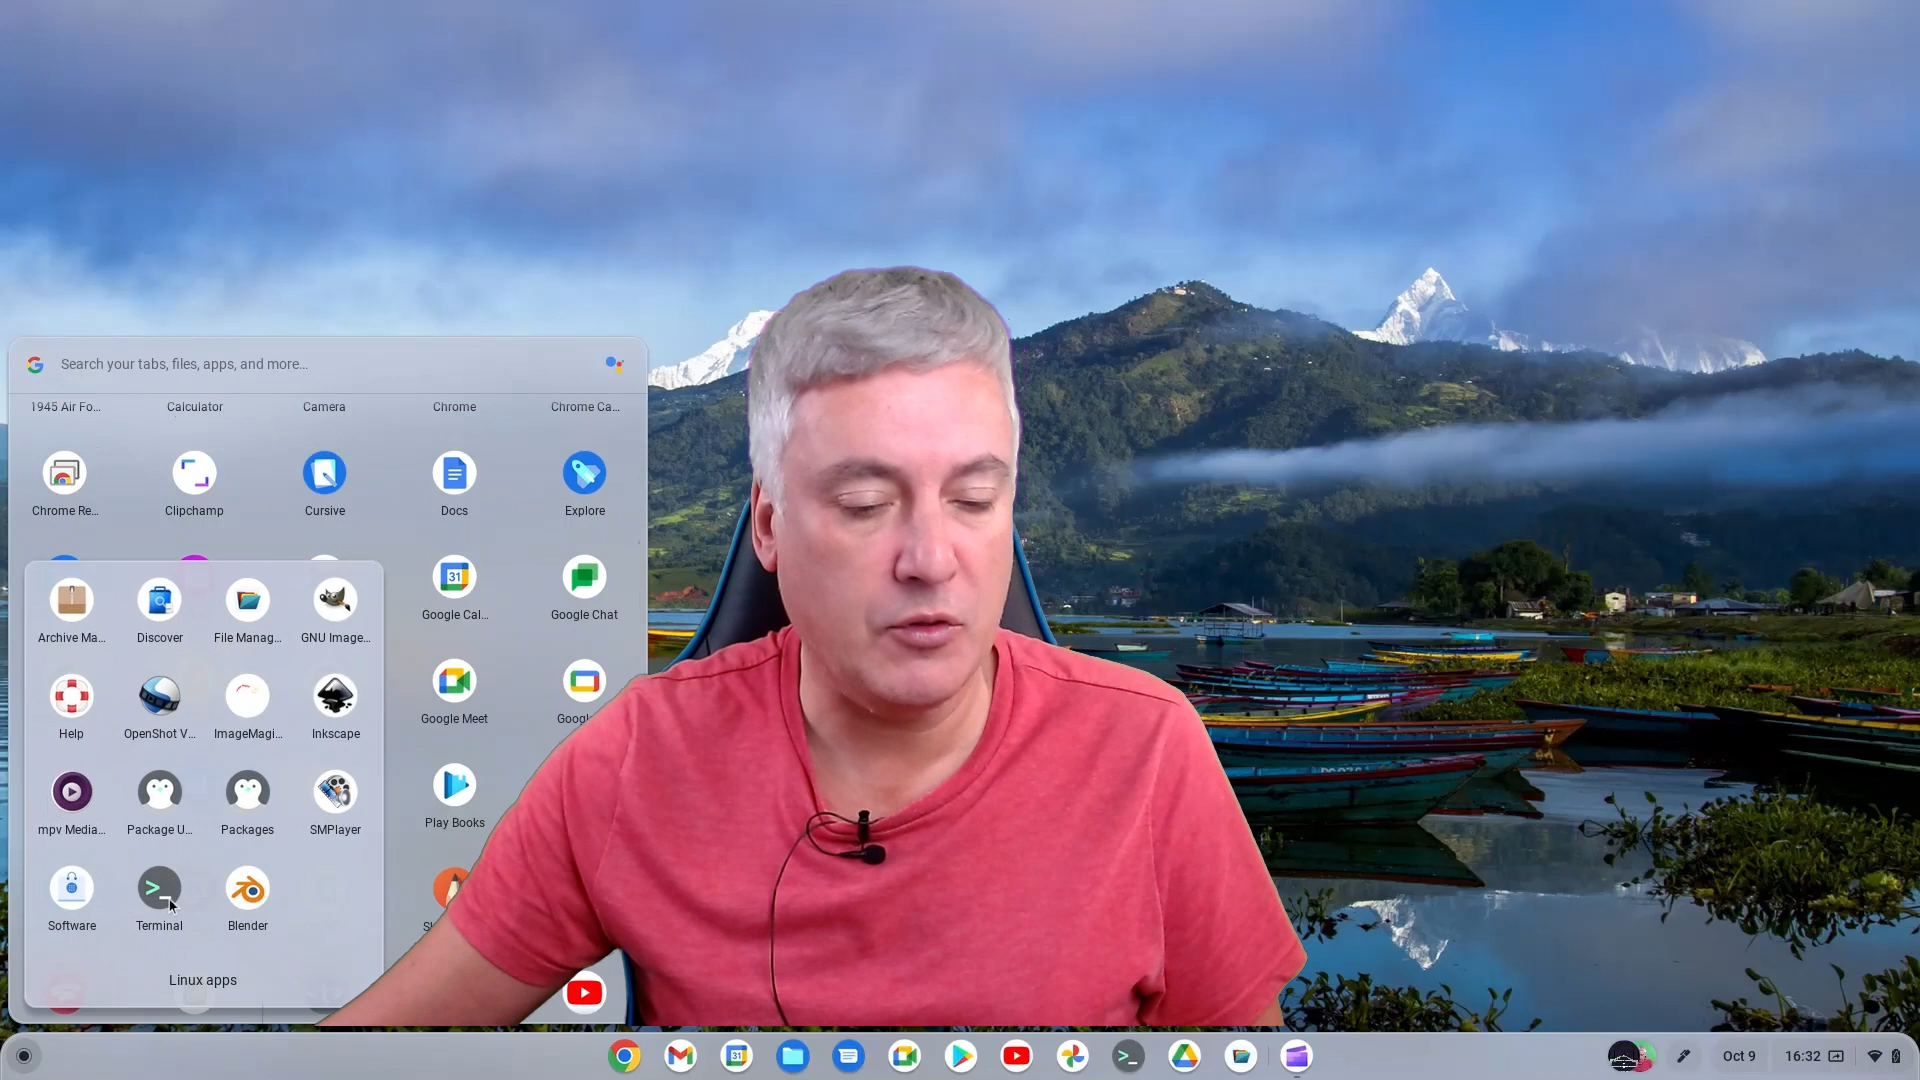 Search your tabs, files, apps, and more...
1945 Air Fo...
Calculator
Camera
Chrome
Chrome Ca...
Chrome Re...
Clipchamp
Cursive
Docs
Explore
31
Google Cal...
Google Chat
Google Meet
Play Books
Archive Ma...
Discover
File Manag...
GNU Image...
Help
OpenShot V...
ImageMagi...
Inkscape
mpv Media...
Package U...
Packages
SMPlayer
Software
Terminal
Blender
Linux apps
31
Oct 9
16:32